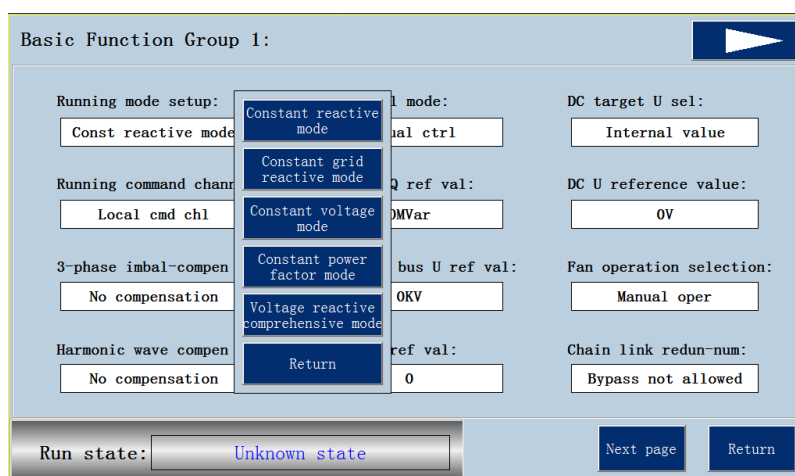 Basic Function Group 1:
Running mode setup:
l mode:
DC target U sel:
Const reactive mode
ual ctrl
Internal value
Running command chann
Q ref val:
DC U reference value:
Local cmd chl
MVar
0V
3-phase imbal-compen
bus U ref val:
Fan operation selection:
No compensation
0KV
Manual oper
Harmonic wave compen
ref val:
Chain link redun-num:
No compensation
0
Bypass not allowed
Constant reactive
mode
Constant grid
reactive mode
Constant voltage
mode
Constant power
factor mode
Voltage reactive
comprehensive mode
Return
Run state:
Unknown state
Next page
Return